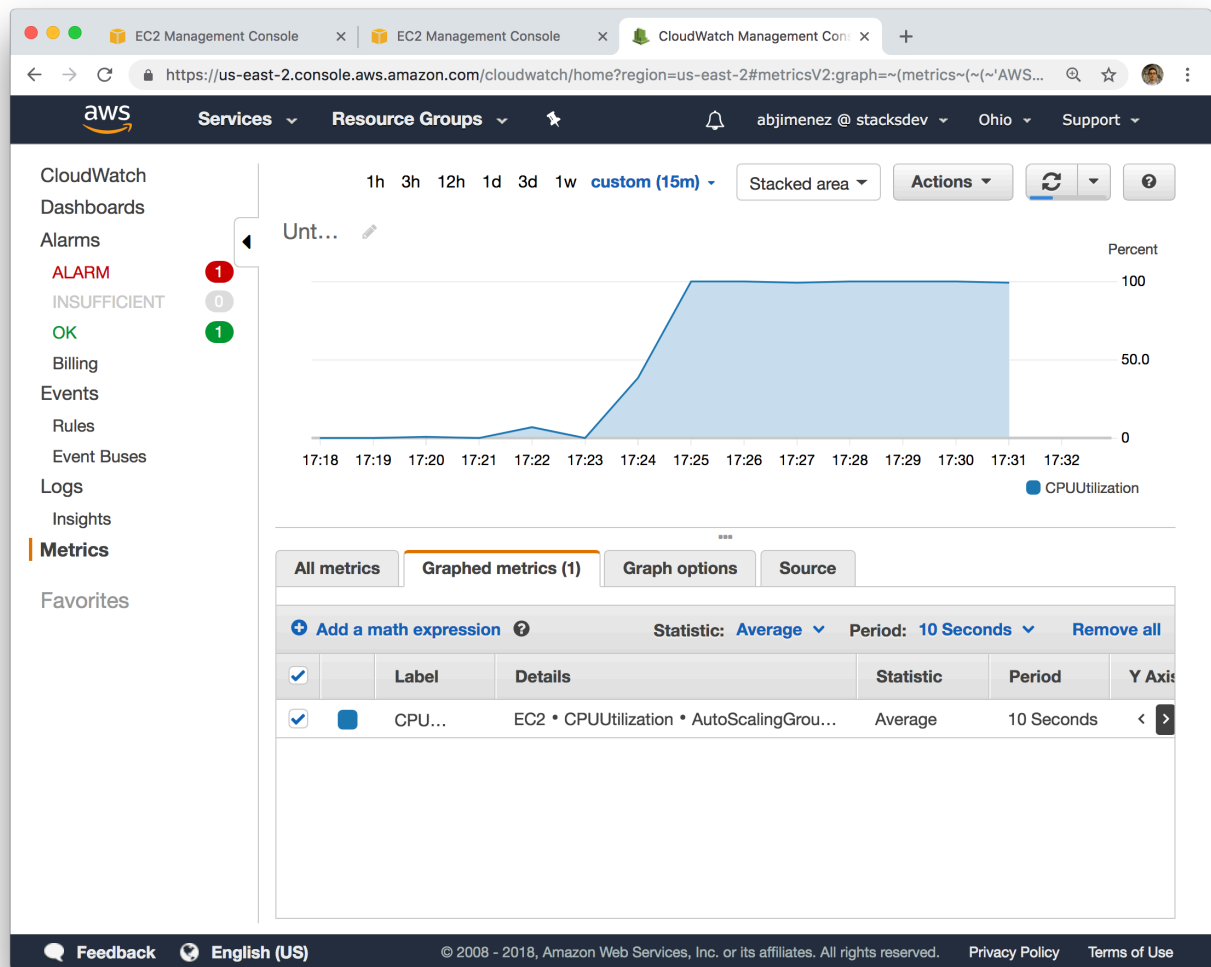 EC2 Management Console
EC2 Management Console
CloudWatch Management Cons
https://us-east-2.console.aws.amazon.com/cloudwatch/home?region=us-east-2#metricsV2:graph=~(metrics~(~(~'AWS...
aws
Services
Resource Groups
abjimenez @ stacksdev
Ohio
Support
CloudWatch
Dashboards
Alarms
ALARM 1
INSUFFICIENT 0
OK 1
Billing
Events
Rules
Event Buses
Logs
Insights
Metrics
Favorites
1h 3h 12h 1d 3d 1w custom (15m)
Stacked area
Actions
Unt...
Percent
100
50.0
0
17:18 17:19 17:20 17:21 17:22 17:23 17:24 17:25 17:26 17:27 17:28 17:29 17:30 17:31 17:32
CPUUtilization
All metrics
Graphed metrics (1)
Graph options
Source
Add a math expression
Statistic: Average
Period: 10 Seconds
Remove all
Label Details Statistic Period Y Axis
CPU... EC2 • CPUUtilization • AutoScalingGrou... Average 10 Seconds < >
Feedback
English (US)
© 2008 - 2018, Amazon Web Services, Inc. or its affiliates. All rights reserved.
Privacy Policy
Terms of Use